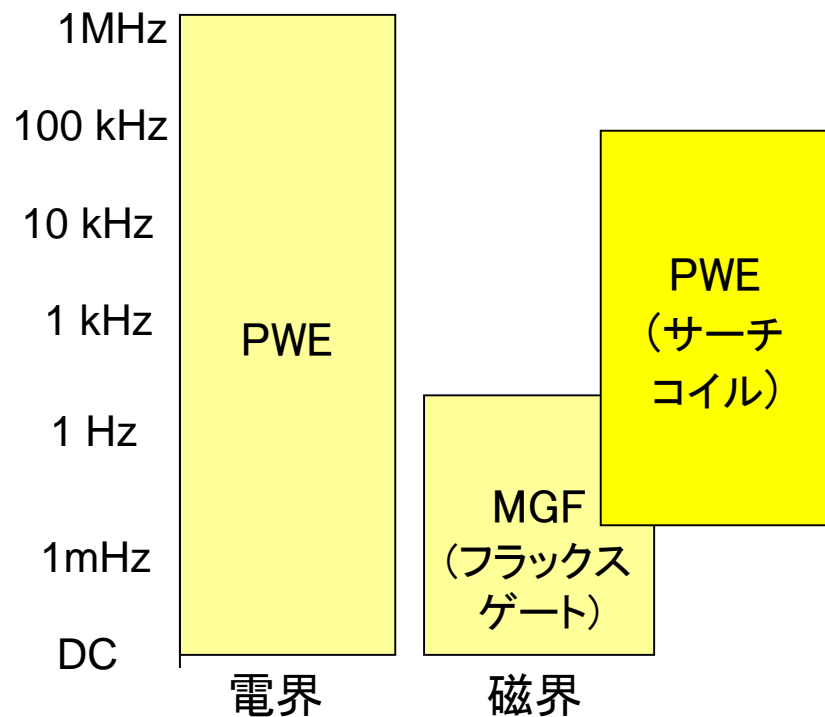 1MHz
100 kHz
10 kHz
1 kHz
1 Hz
1mHz
DC
PWE
MGF
（フラックス
ゲート）
PWE
（サーチ
コイル）
電界
磁界